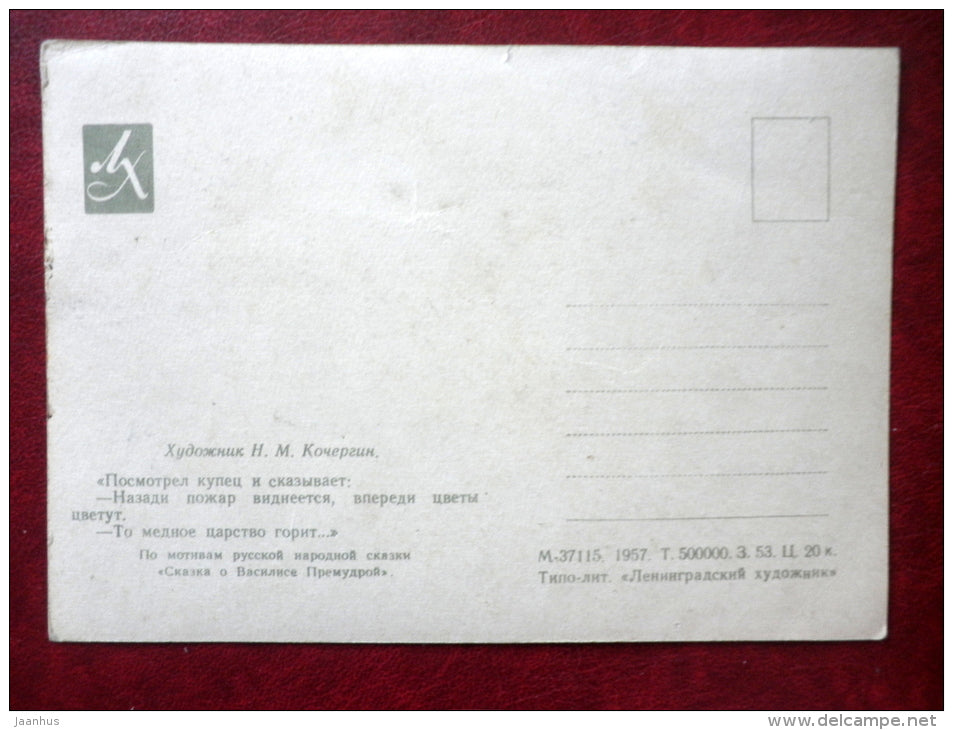 ЛХ
Художник Н. М. Кочергин.
«Посмотрел купец и сказывает:
—Назади пожар виднеется, впереди цветы
цветут.
—То медное царство горит...»
По мотивам русской народной сказки
«Сказка о Василисе Премудрой».
М-37115. 1957. Т. 500000. З. 53. Ц. 20 к.
Типо-лит. «Ленинградский художник»
jaanhus
www.delcampe.net